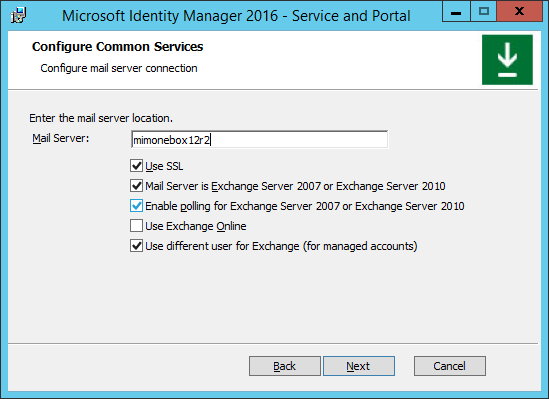 Microsoft Identity Manager 2016 - Service and Portal
Configure Common Services
Configure mail server connection
Enter the mail server location.
Mail Server: mimonebox12r2
Use SSL
Mail Server is Exchange Server 2007 or Exchange Server 2010
Enable polling for Exchange Server 2007 or Exchange Server 2010
Use Exchange Online
Use different user for Exchange (for managed accounts)
Back Next Cancel